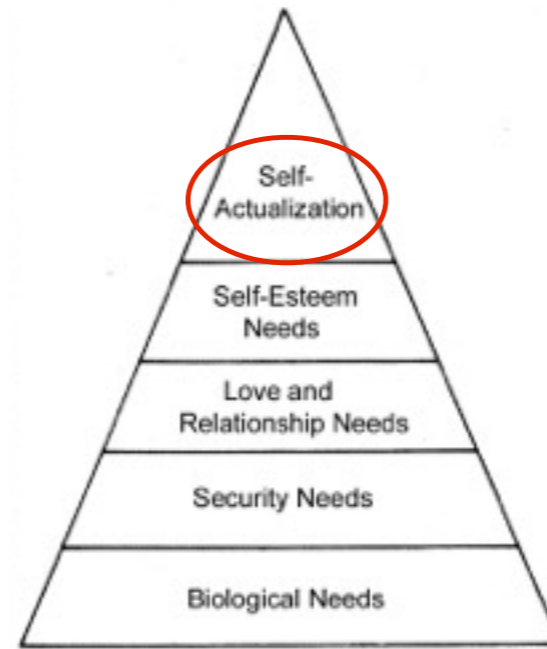 Self-
Actualization
Self-Esteem
Needs
Love and
Relationship Needs
Security Needs
Biological Needs